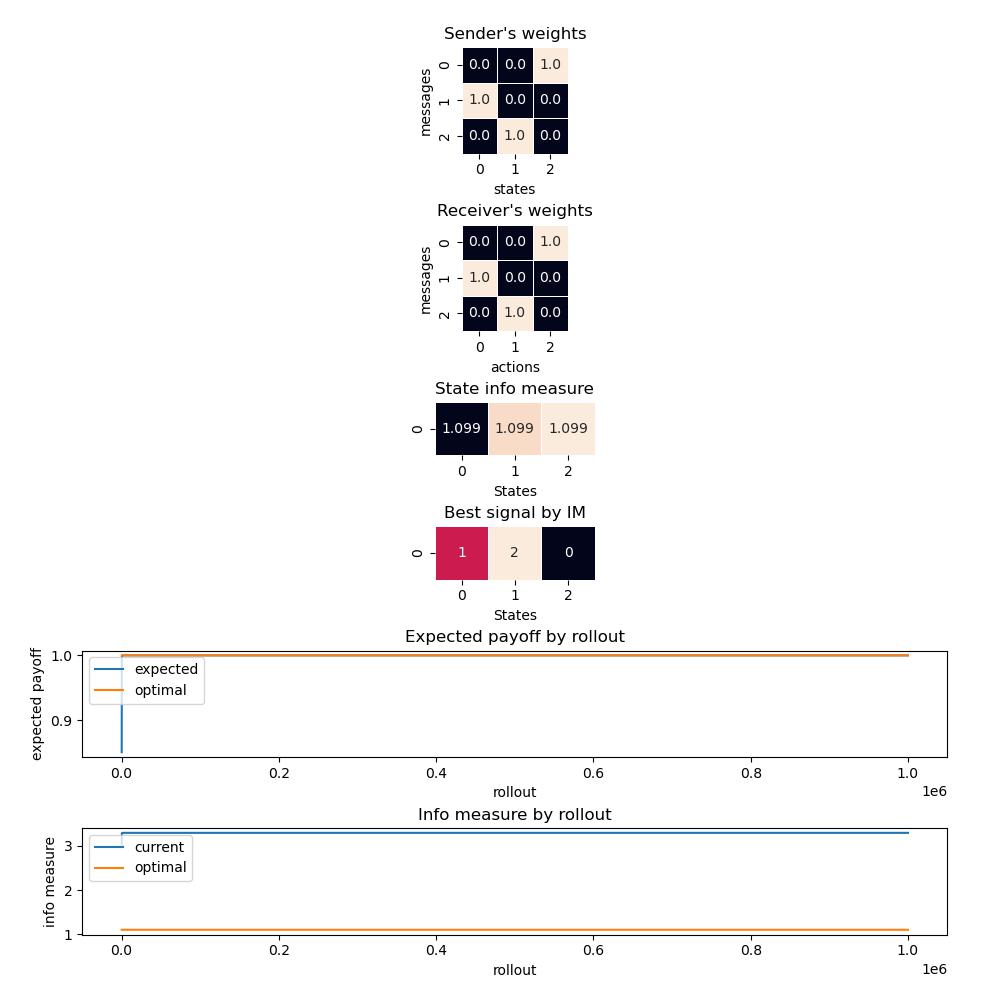 Sender's weights
messages
0 0.0 0.0 1.0
1 1.0 0.0 0.0
2 0.0 1.0 0.0
0 1 2
states
Receiver's weights
messages
0 0.0 0.0 1.0
1 1.0 0.0 0.0
2 0.0 1.0 0.0
0 1 2
actions
State info measure
0 1.099 1.099 1.099
0 1 2
States
Best signal by IM
0 1 2 0
0 1 2
States
Expected payoff by rollout
expected payoff
1.0
0.9
expected
optimal
0.0 0.2 0.4 0.6 0.8 1.0
rollout
1e6
Info measure by rollout
info measure
3
2
1
current
optimal
0.0 0.2 0.4 0.6 0.8 1.0
rollout
1e6